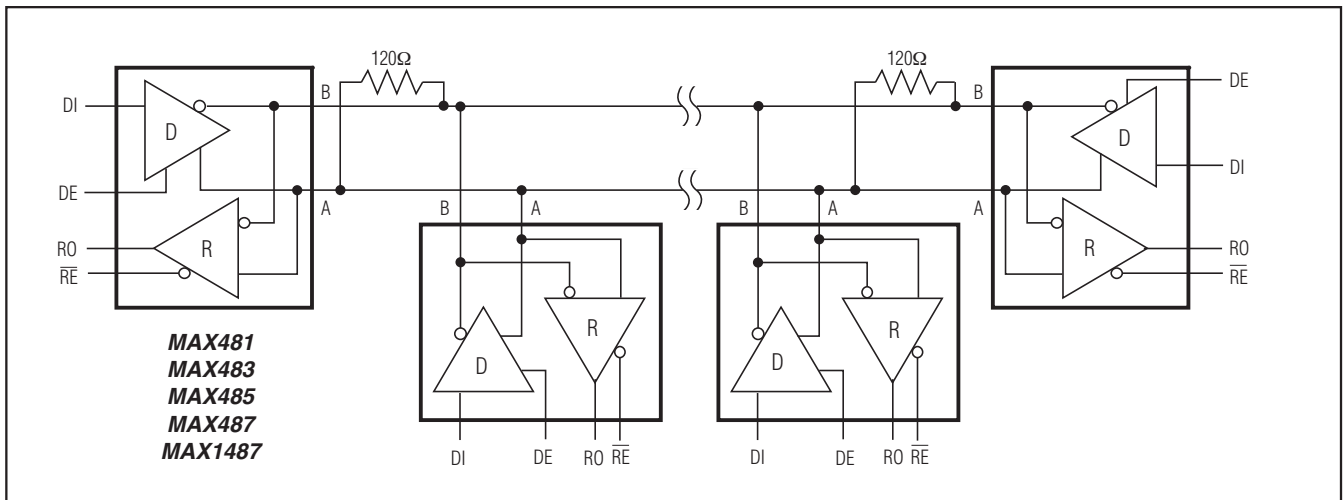 120Ω
120Ω
B
B
DI
DE
D
D
DE
DI
A
B
A
B
A
A
RO
RE
R
R
RO
RE
R
R
D
D
MAX481
MAX483
MAX485
MAX487
MAX1487
DI
DE
RO
RE
DI
DE
RO
RE